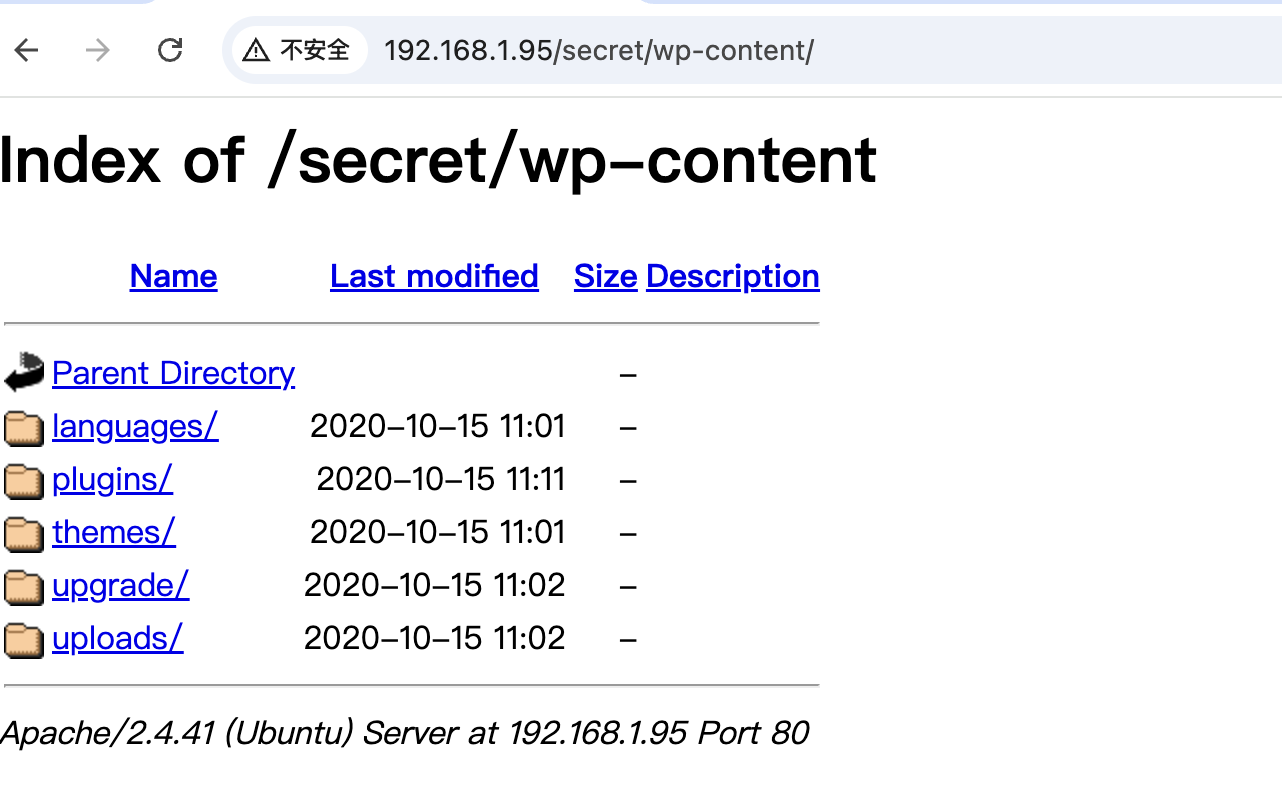 不安全 192.168.1.95/secret/wp-content/
Index of /secret/wp-content
Name Last modified Size Description
Parent Directory -
languages/ 2020-10-15 11:01 -
plugins/ 2020-10-15 11:11 -
themes/ 2020-10-15 11:01 -
upgrade/ 2020-10-15 11:02 -
uploads/ 2020-10-15 11:02 -
Apache/2.4.41 (Ubuntu) Server at 192.168.1.95 Port 80